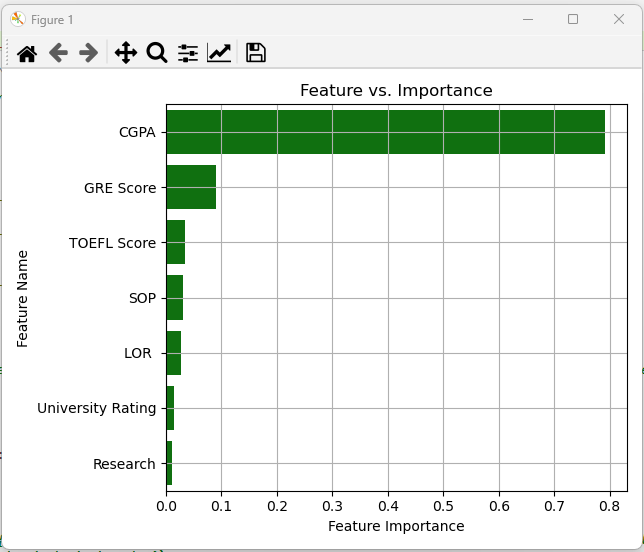 Figure 1
Feature vs. Importance
CGPA
GRE Score
TOEFL Score
SOP
LOR
University Rating
Research
Feature Name
0.0 0.1 0.2 0.3 0.4 0.5 0.6 0.7 0.8
Feature Importance